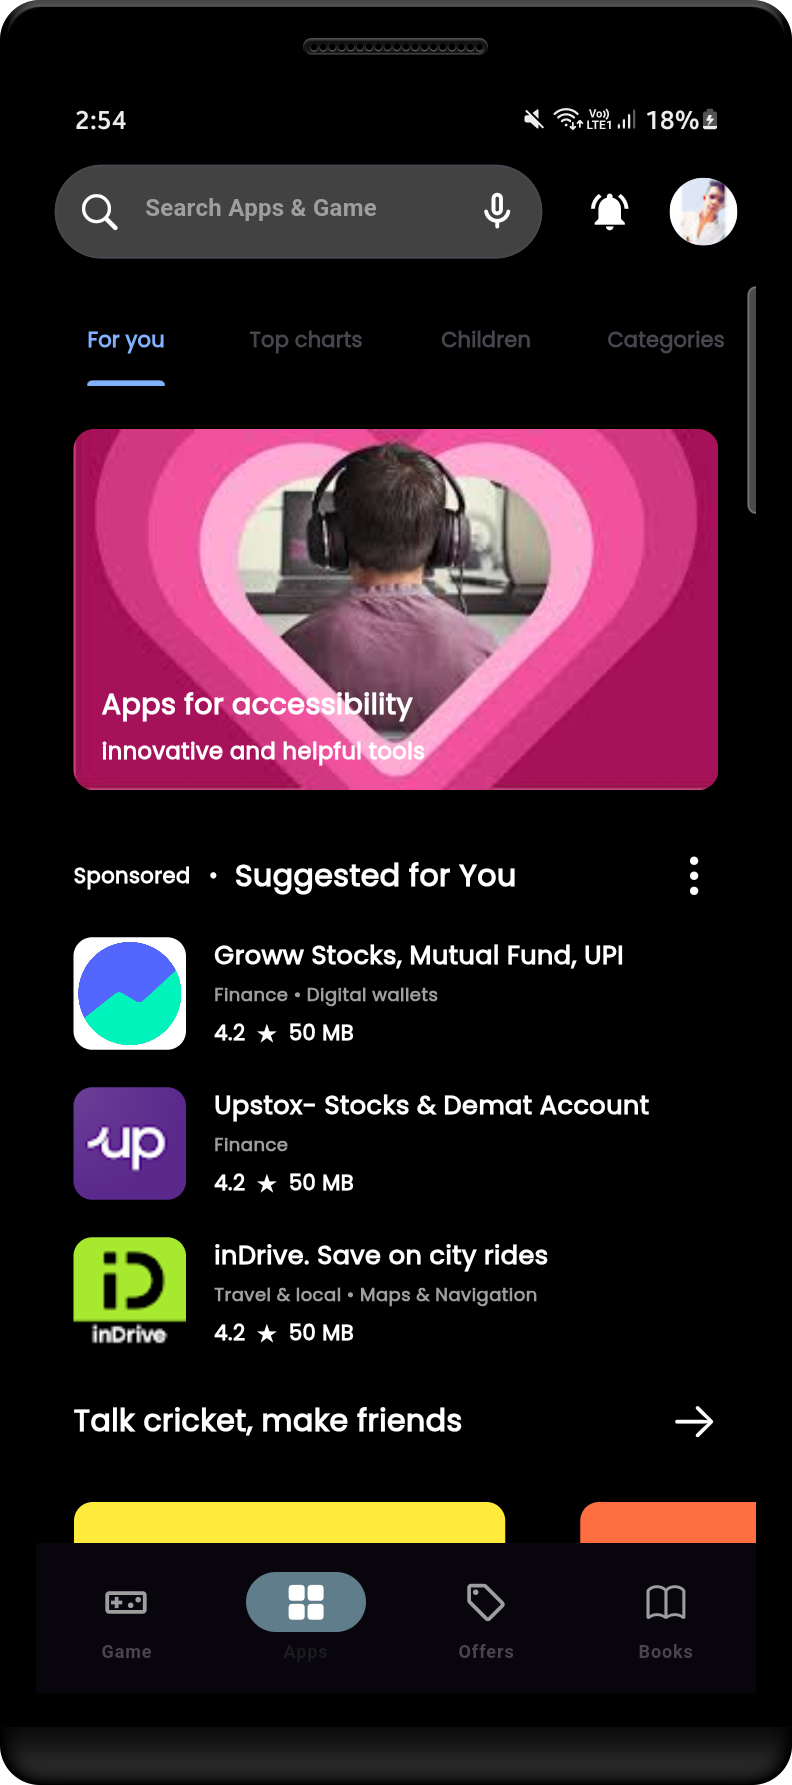 2:54
Vo))
LTE1
18%
Search Apps & Game
For you
Top charts
Children
Categories
Apps for accessibility
innovative and helpful tools
Sponsored • Suggested for You
Groww Stocks, Mutual Fund, UPI
Finance • Digital wallets
4.2 ★ 50 MB
up
Upstox- Stocks & Demat Account
Finance
4.2 ★ 50 MB
iD
inDrive
inDrive. Save on city rides
Travel & local • Maps & Navigation
4.2 ★ 50 MB
Talk cricket, make friends
Game
Apps
Offers
Books